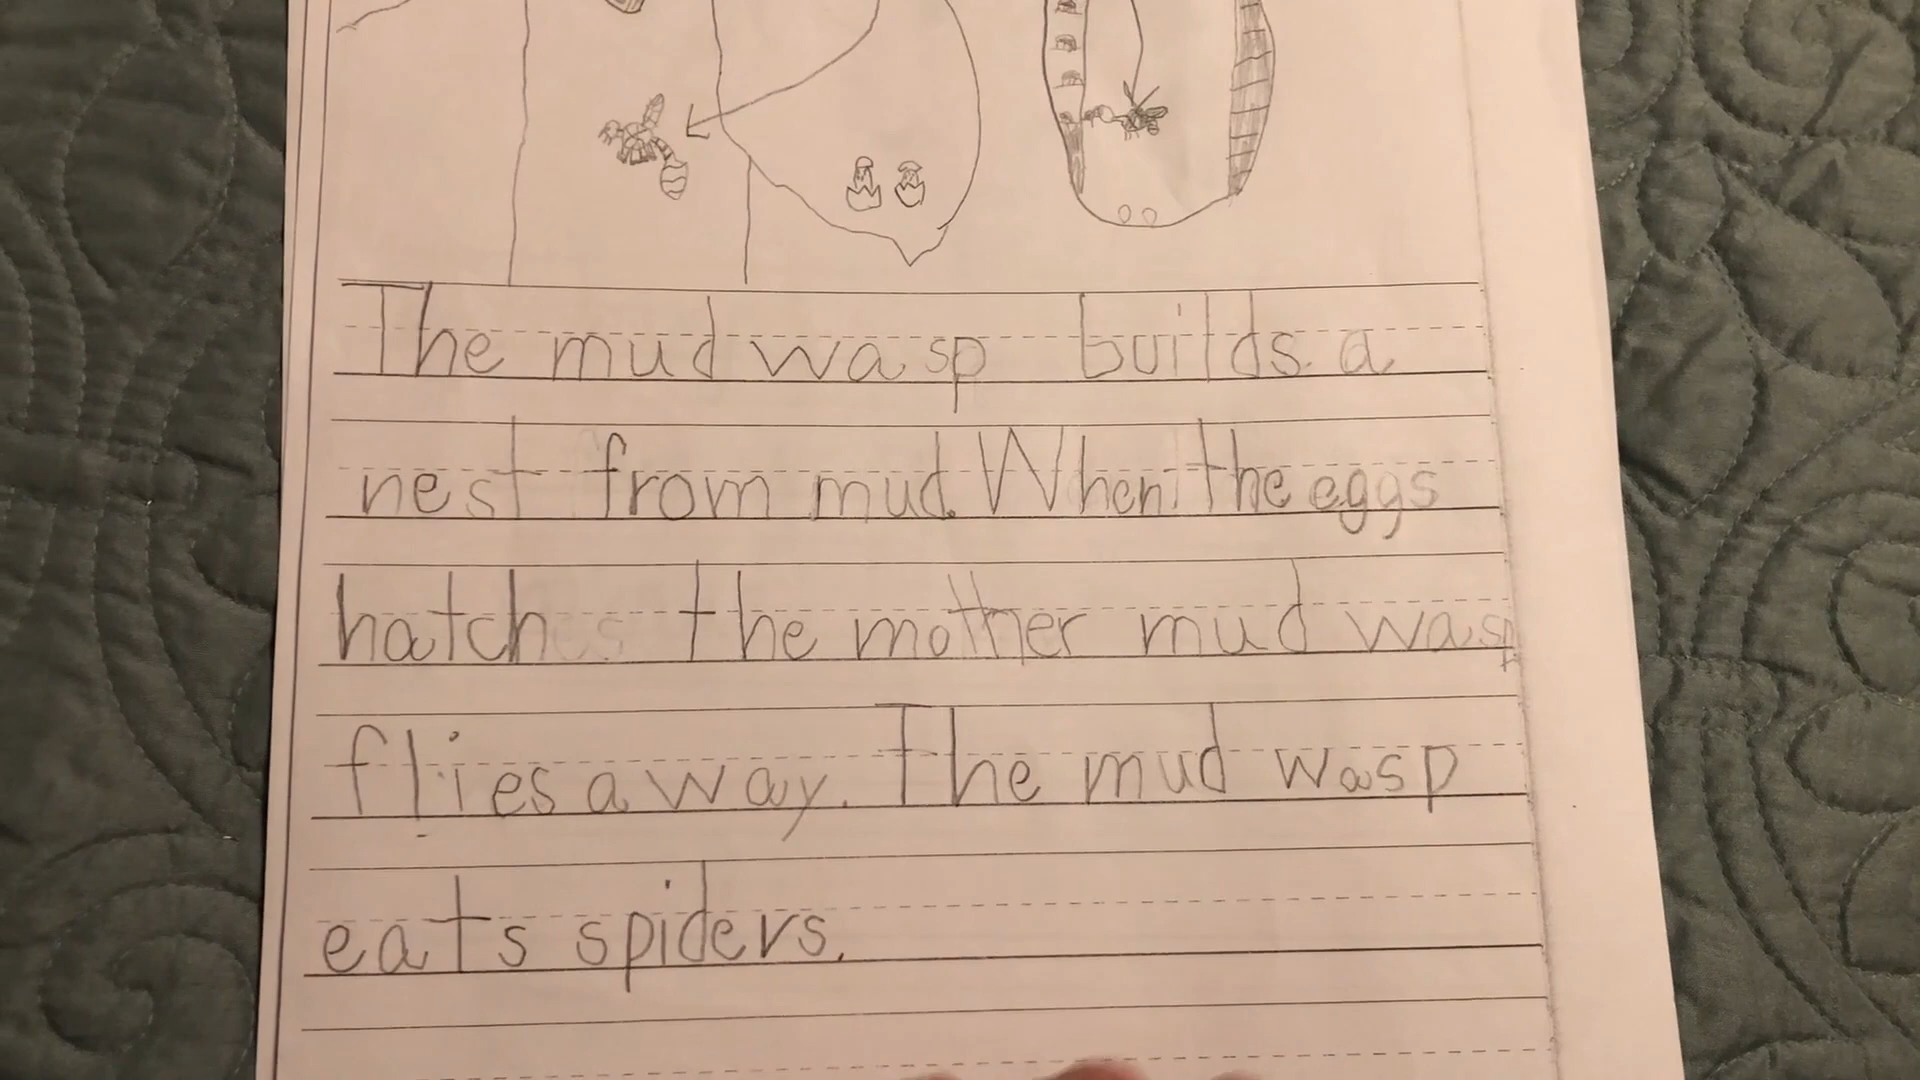 The mud wasp builds a
nest from mud. When the eggs
hatch the mother mud wasp
flies away. The mud wasp
eats spiders.